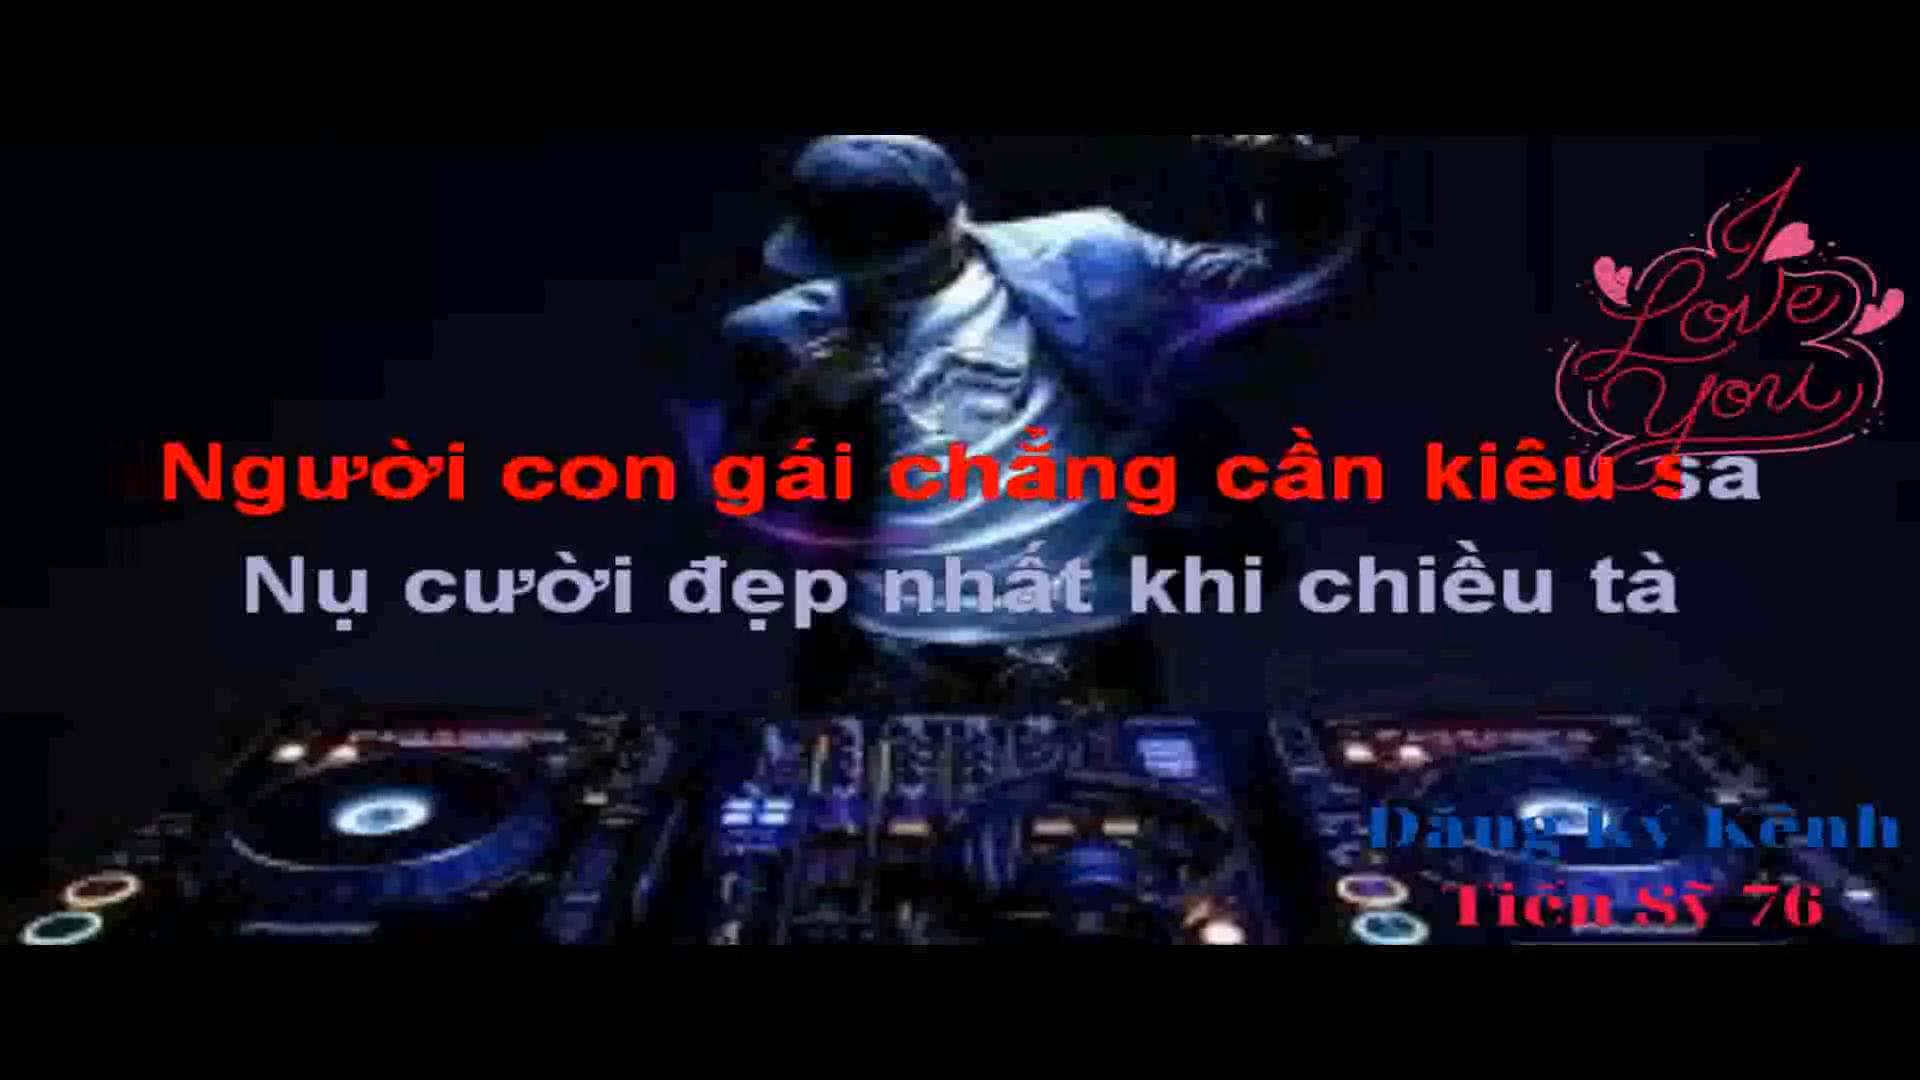 I
Love
You
Người con gái chẳng cần kiêu sa
Nụ cười đẹp nhất khi chiều tà
Đăng Ký Kênh
Tiến Sỹ 76